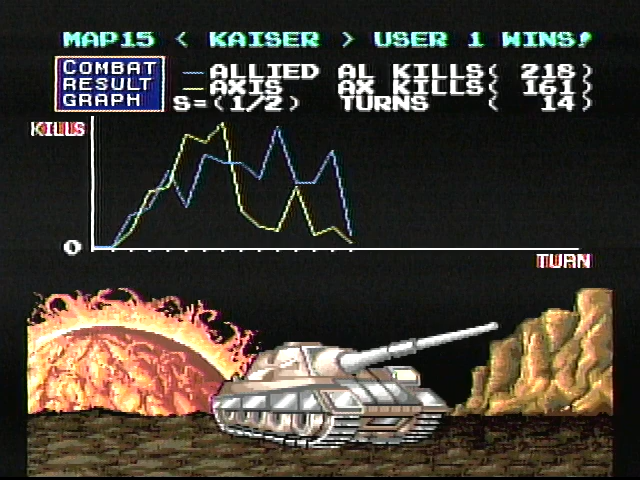 MAP15 < KAISER > USER 1 WINS!
COMBAT RESULT GRAPH
ALLIED AL KILLS( 218)
AXIS AX KILLS( 161)
S=(1/2) TURNS ( 14)
KILLS
0
TURN